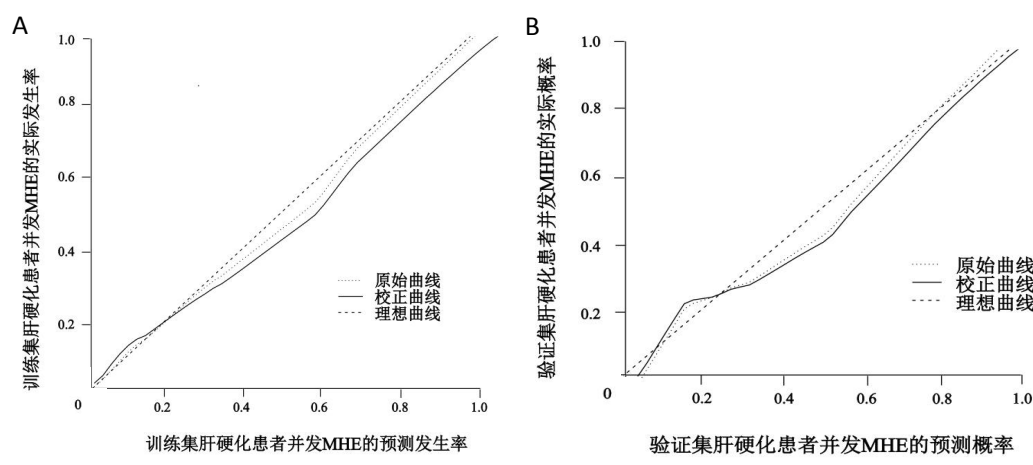 A
训练集肝硬化患者并发MHE的实际发生率
1.0
0.8
0.6
0.4
0.2
0
0.2
0.4
0.6
0.8
1.0
原始曲线
校正曲线
理想曲线
训练集肝硬化患者并发MHE的预测发生率
B
验证集肝硬化患者并发MHE的实际概率
1.0
0.8
0.6
0.4
0.2
0
0.2
0.4
0.6
0.8
1.0
原始曲线
校正曲线
理想曲线
验证集肝硬化患者并发MHE的预测概率